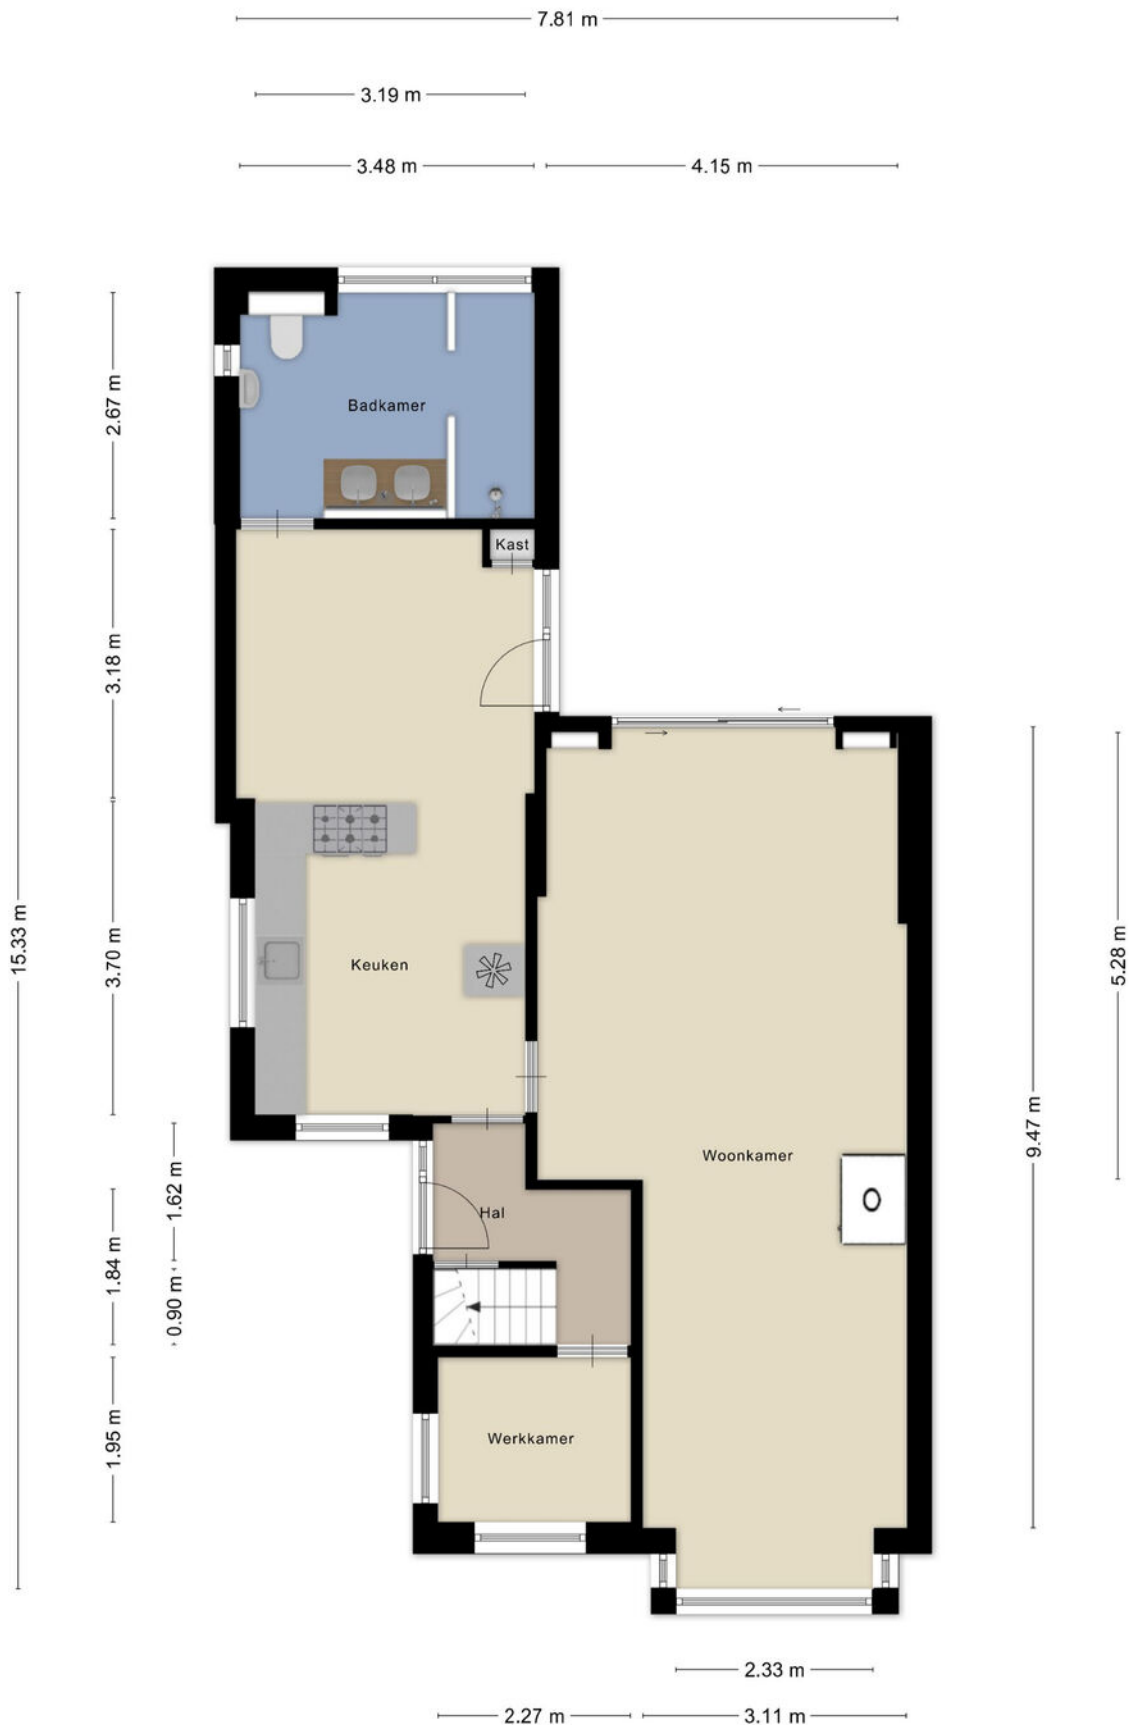 7.81 m
3.19 m
3.48 m
4.15 m
2.67 m
Badkamer
Kast
3.18 m
15.33 m
3.70 m
Keuken
5.28 m
9.47 m
Woonkamer
1.62 m
Hal
1.84 m
0.90 m
1.95 m
Werkkamer
2.33 m
2.27 m
3.11 m